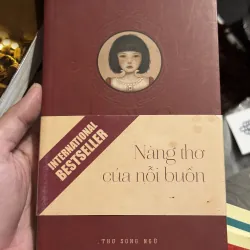 INTERNATIONAL
BESTSELLER
Nàng thơ
của nỗi buồn
THƠ SONG NGỮ